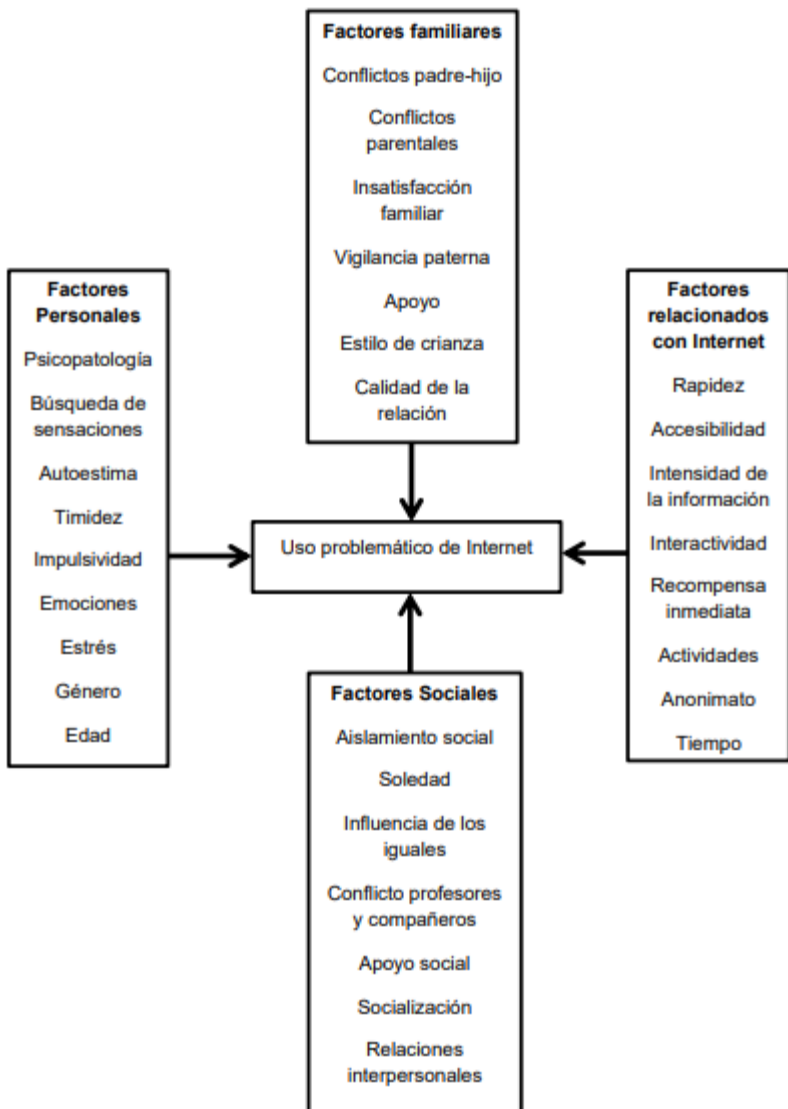 Factores familiares
Conflictos padre-hijo
Conflictos
parentales
Insatisfacción
familiar
Vigilancia paterna
Apoyo
Estilo de crianza
Calidad de la
relación
Factores
Personales
Psicopatología
Búsqueda de
sensaciones
Autoestima
Timidez
Impulsividad
Emociones
Estrés
Género
Edad
Uso problemático de Internet
Factores
relacionados
con Internet
Rapidez
Accesibilidad
Intensidad de
la información
Interactividad
Recompensa
inmediata
Actividades
Anonimato
Tiempo
Factores Sociales
Aislamiento social
Soledad
Influencia de los
iguales
Conflicto profesores
y compañeros
Apoyo social
Socialización
Relaciones
interpersonales